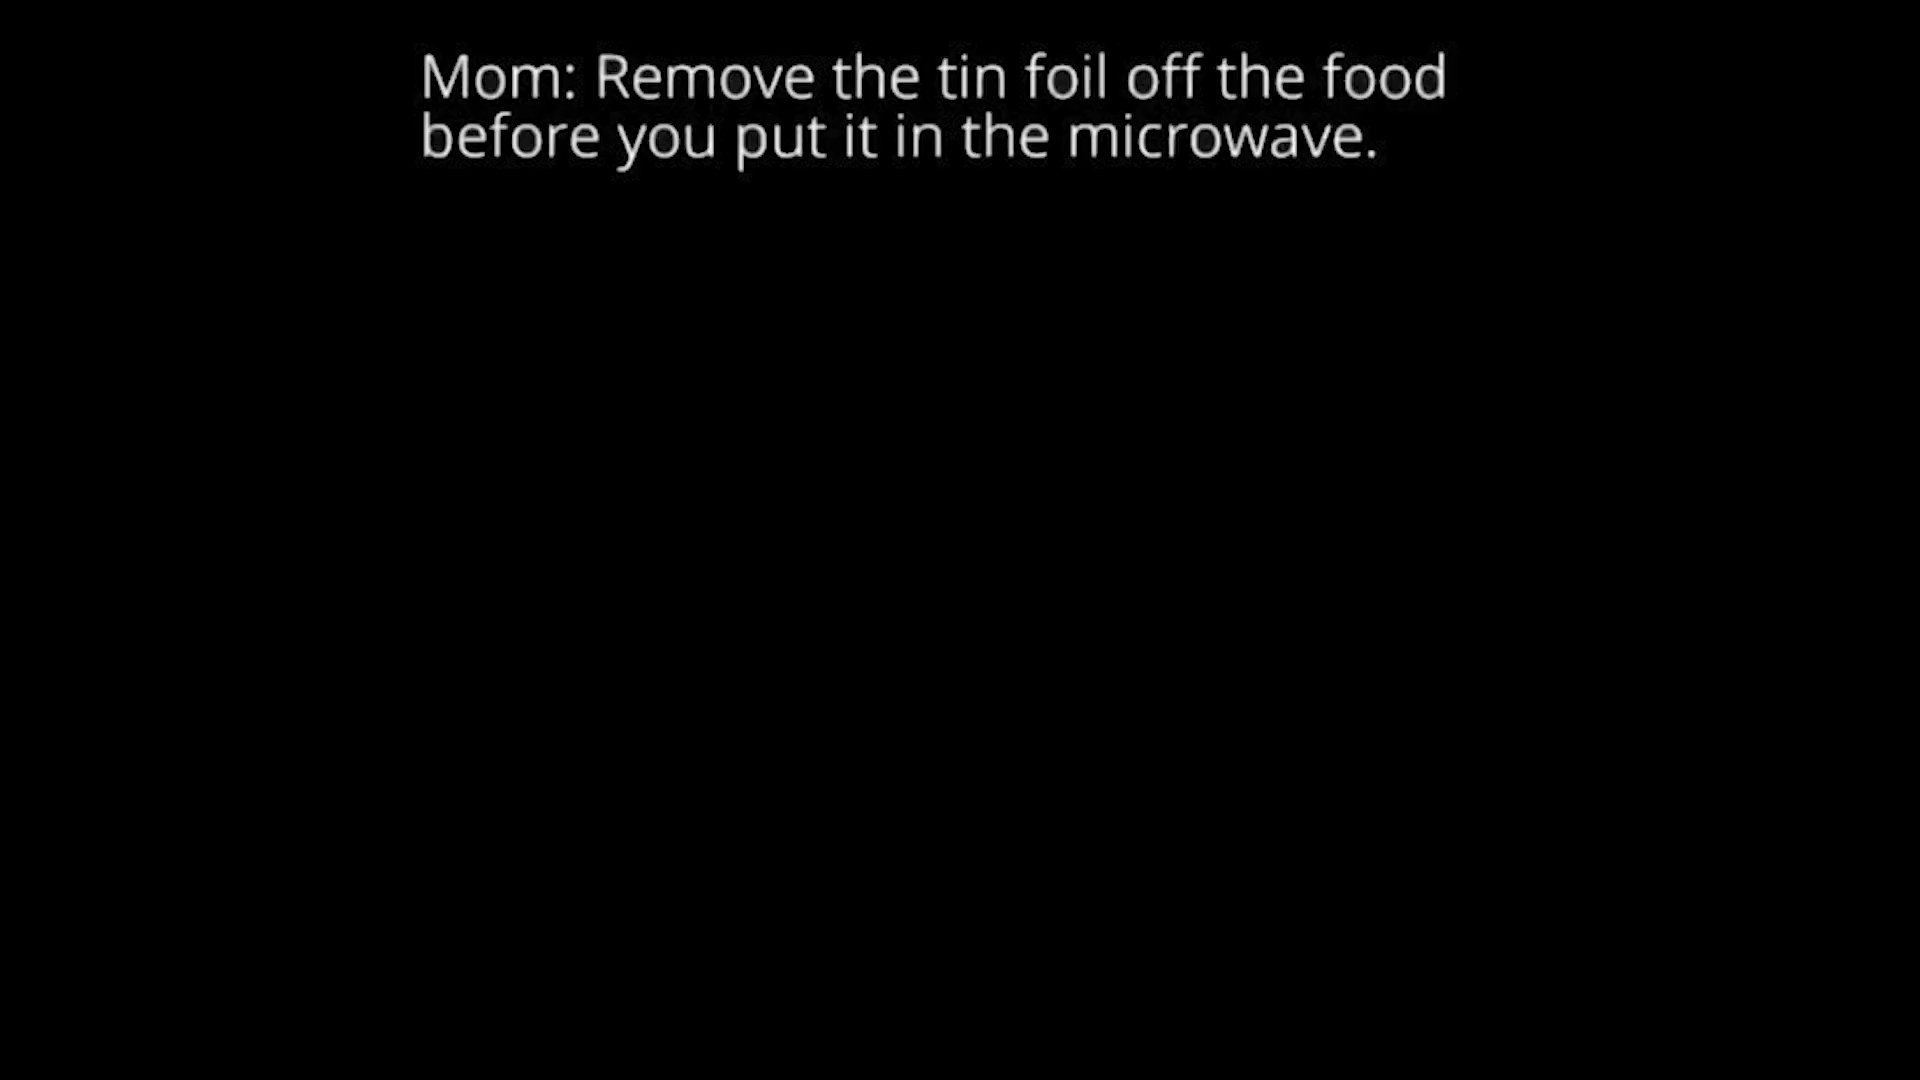 Mom: Remove the tin foil off the food
before you put it in the microwave.